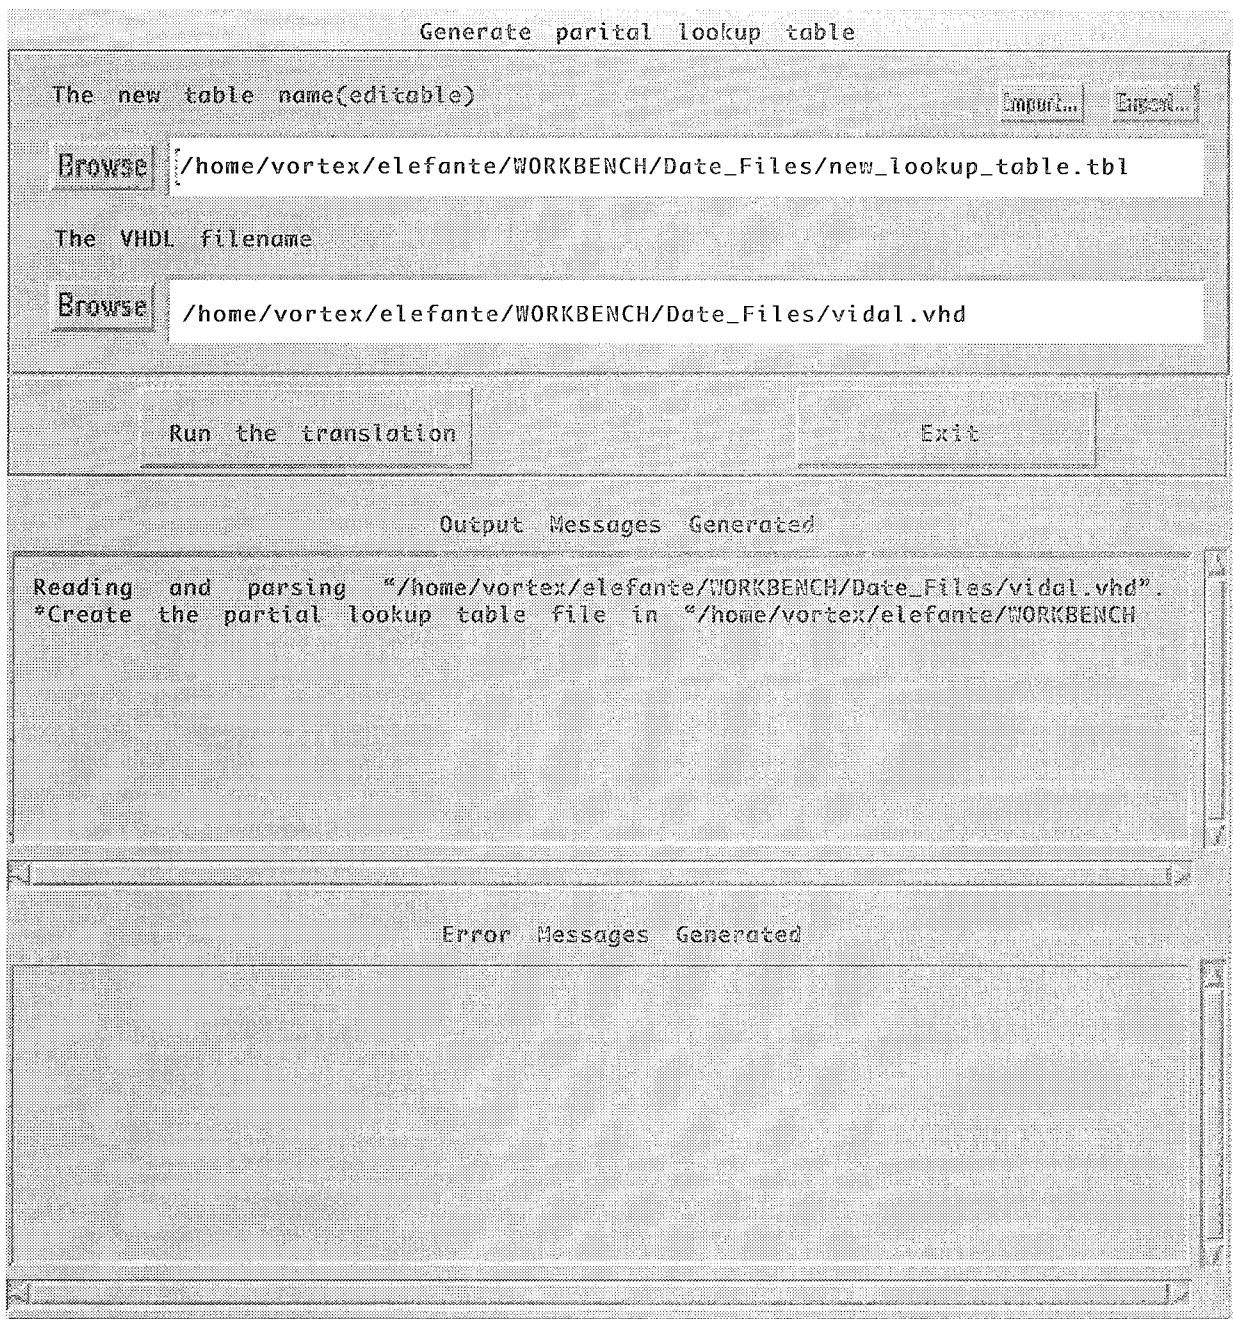 Generate parital lookup table
The new table name(editable)
Import...
Browse
/home/vortex/elefante/WORKBENCH/Date_Files/new_lookup_table.tbl
The VHDL filename
Browse
/home/vortex/elefante/WORKBENCH/Date_Files/vidal.vhd
Run the translation
Exit
Output Messages Generated
Reading and parsing “/home/vortex/elefante/WORKBENCH/Date_Files/vidal.vhd”.
*Create the partial lookup table file in “/home/vortex/elefante/WORKBENCH
Error Messages Generated